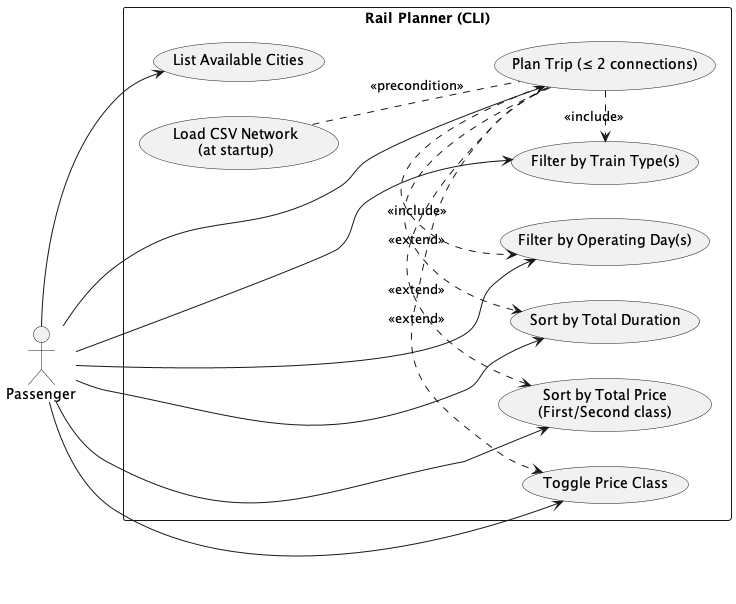 Rail Planner (CLI)
List Available Cities
Plan Trip (≤ 2 connections)
«precondition»
Load CSV Network
(at startup)
«include»
Filter by Train Type(s)
«include»
«extend»
Filter by Operating Day(s)
«extend»
«extend»
Sort by Total Duration
Passenger
Sort by Total Price
(First/Second class)
Toggle Price Class